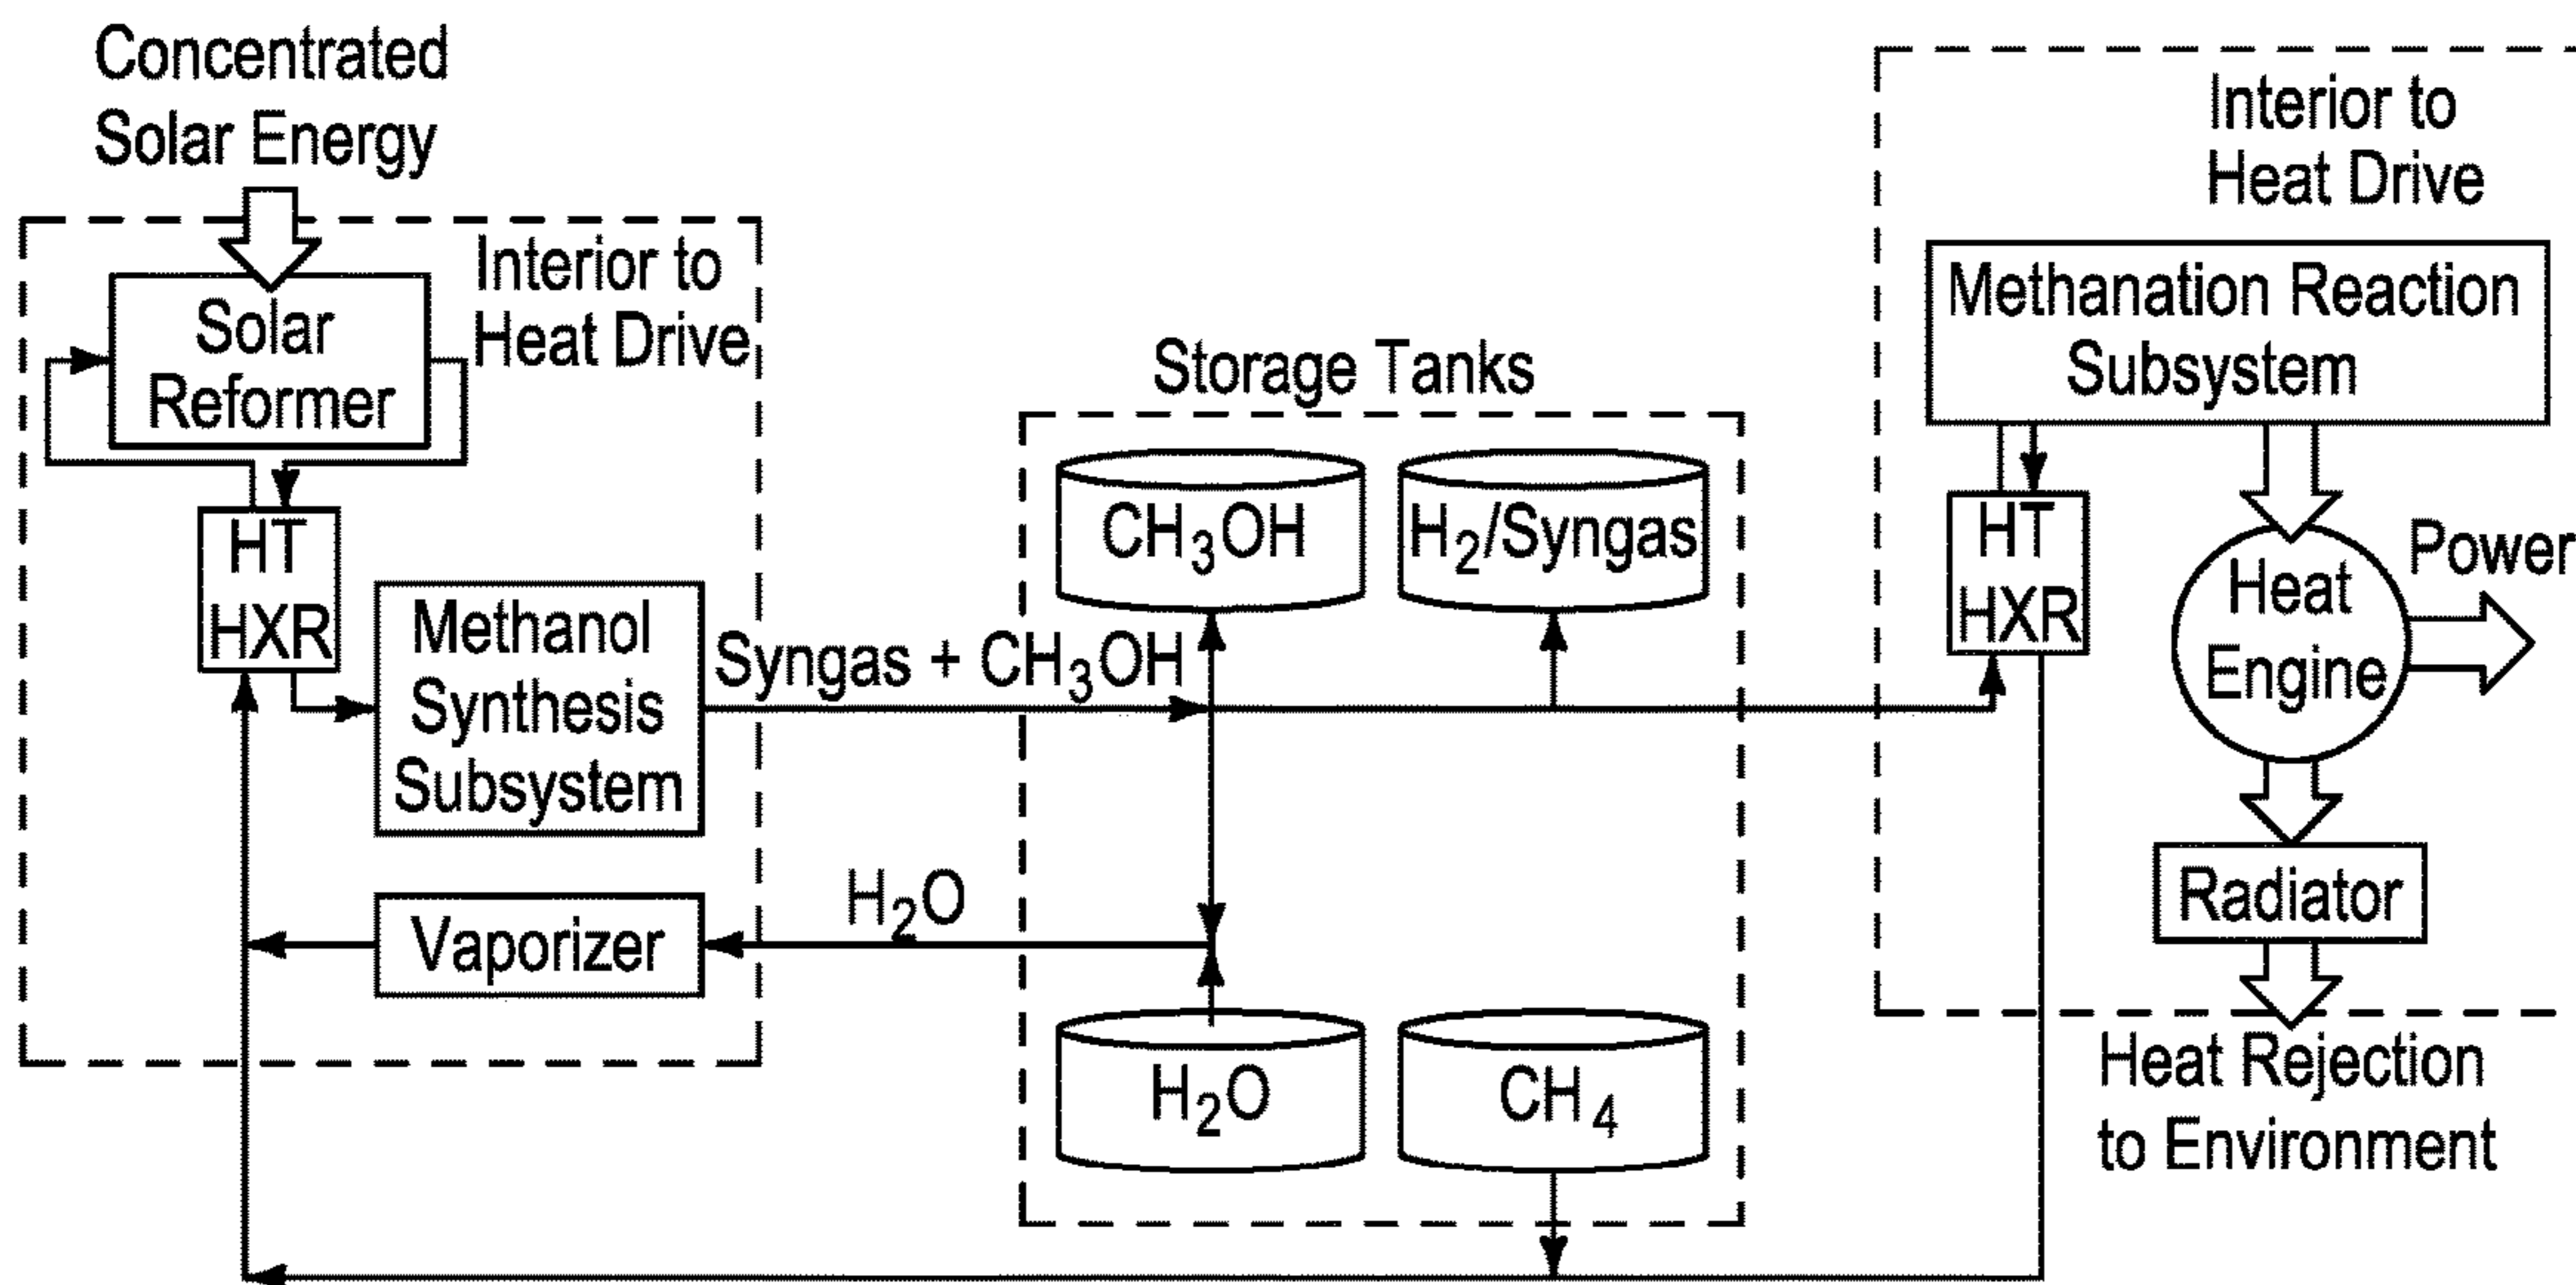 Concentrated
Solar Energy
Interior to
Heat Drive
Solar
Reformer
HT
HXR
Methanol
Synthesis
Subsystem
Syngas + CH₃OH
Vaporizer
H₂O
Storage Tanks
CH₃OH
H₂/Syngas
H₂O
CH₄
Interior to
Heat Drive
Methanation Reaction
Subsystem
HT
HXR
Heat
Engine
Power
Radiator
Heat Rejection
to Environment